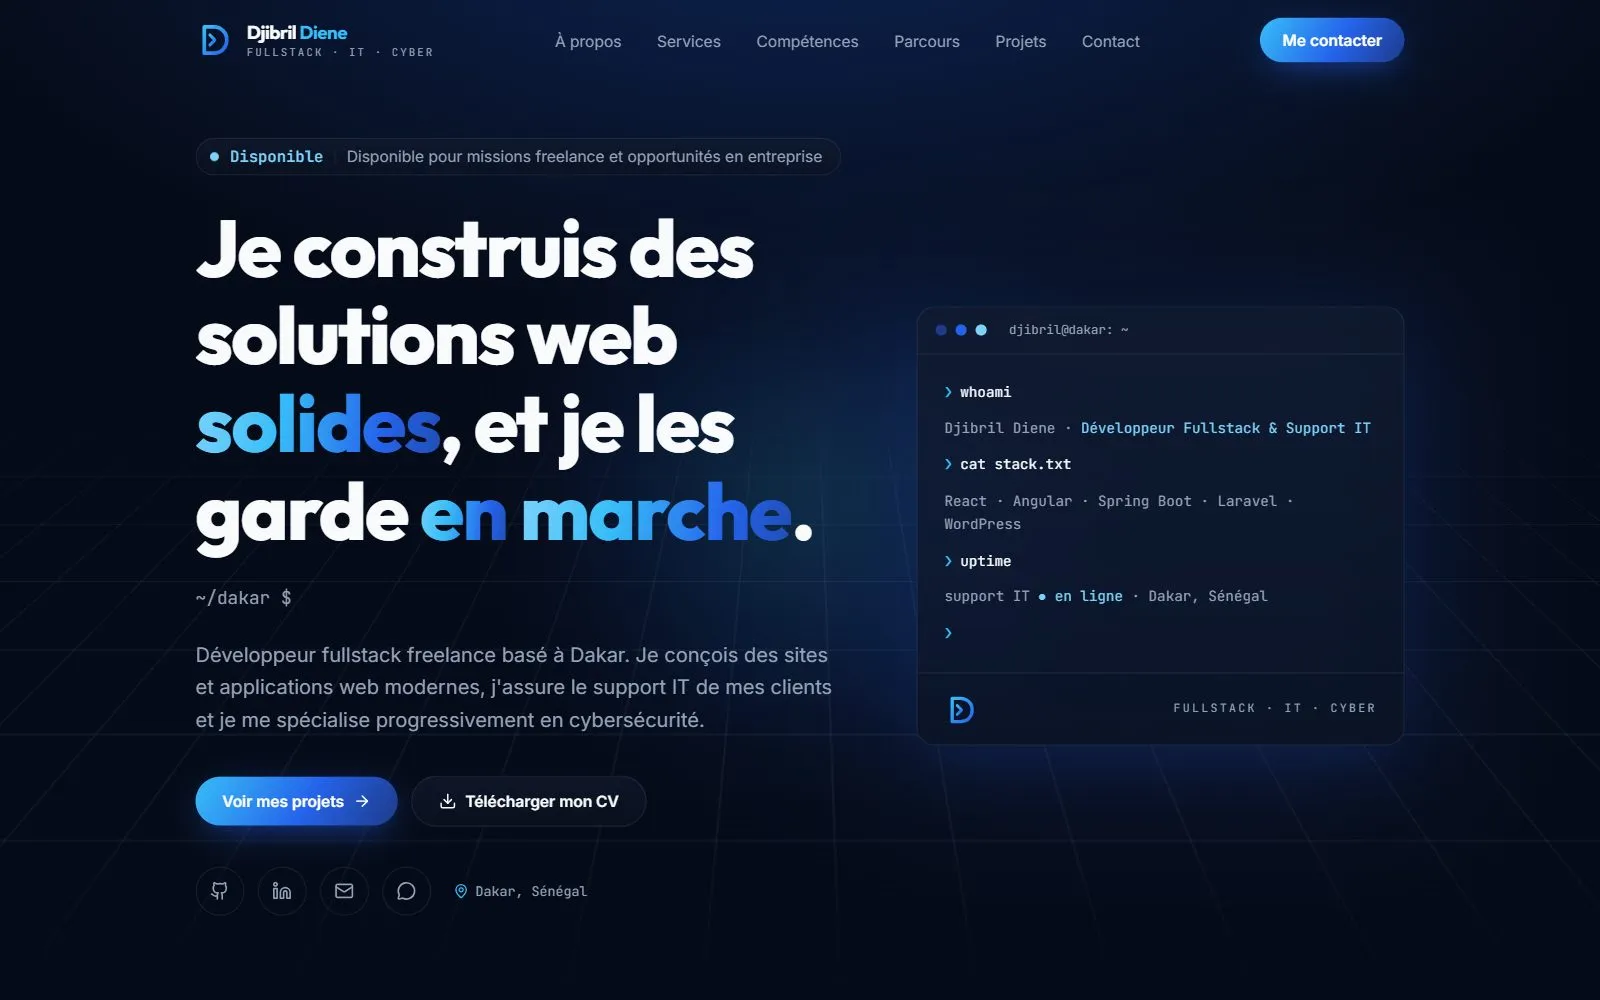 Djibril Diene
FULLSTACK · IT · CYBER
À propos
Services
Compétences
Parcours
Projets
Contact
Me contacter
Disponible
Disponible pour missions freelance et opportunités en entreprise
Je construis des
solutions web
solides, et je les
garde en marche.
~/dakar $
Développeur fullstack freelance basé à Dakar. Je conçois des sites
et applications web modernes, j'assure le support IT de mes clients
et je me spécialise progressivement en cybersécurité.
Voir mes projets →
Télécharger mon CV
Dakar, Sénégal
djibril@dakar: ~
❯ whoami
Djibril Diene · Développeur Fullstack & Support IT
❯ cat stack.txt
React · Angular · Spring Boot · Laravel ·
WordPress
❯ uptime
support IT ● en ligne · Dakar, Sénégal
❯
FULLSTACK · IT · CYBER